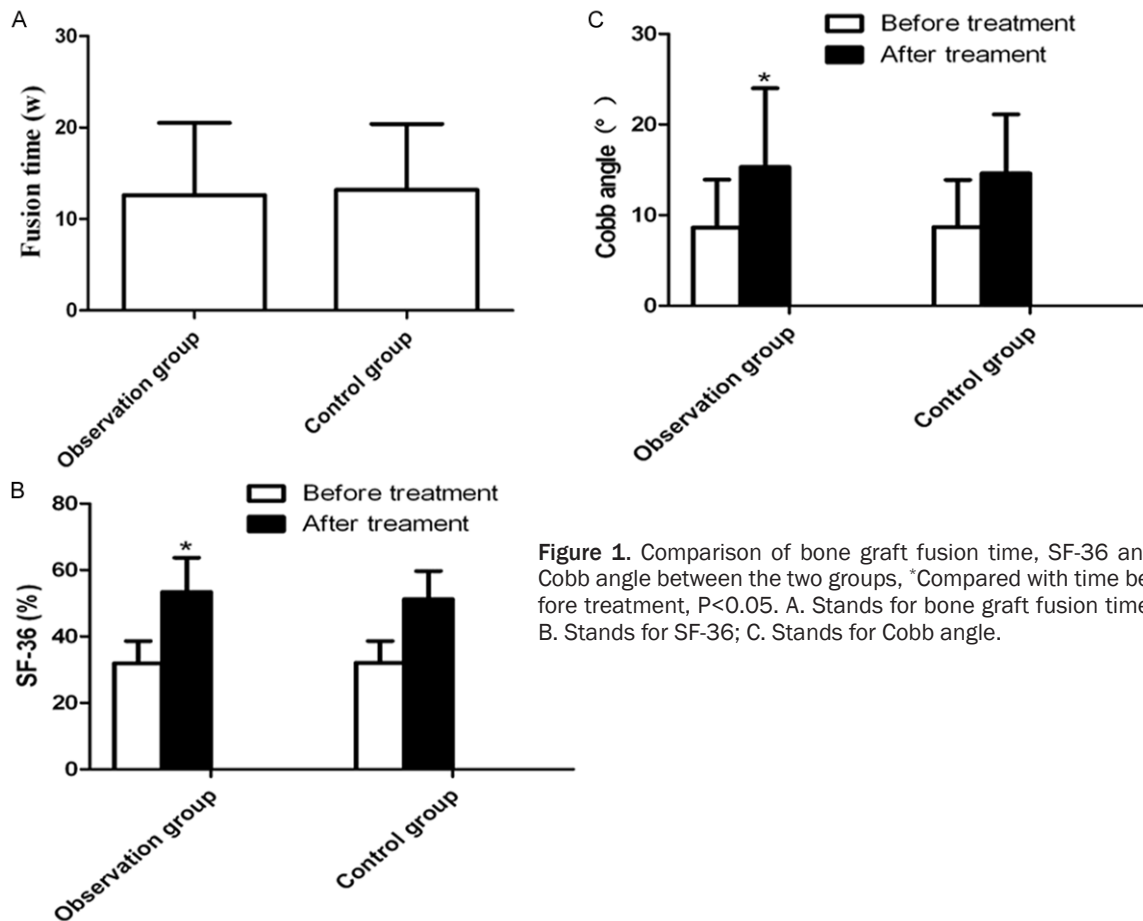 A
30
20
10
0
Fusion time (w)
Observation group
Control group
B
Before treatment
After treament
80
60
40
20
0
SF-36 (%)
*
Observation group
Control group
C
Before treatment
After treament
30
20
10
0
Cobb angle (°)
*
Observation group
Control group
Figure 1. Comparison of bone graft fusion time, SF-36 an
Cobb angle between the two groups, *Compared with time be
fore treatment, P<0.05. A. Stands for bone graft fusion time
B. Stands for SF-36; C. Stands for Cobb angle.